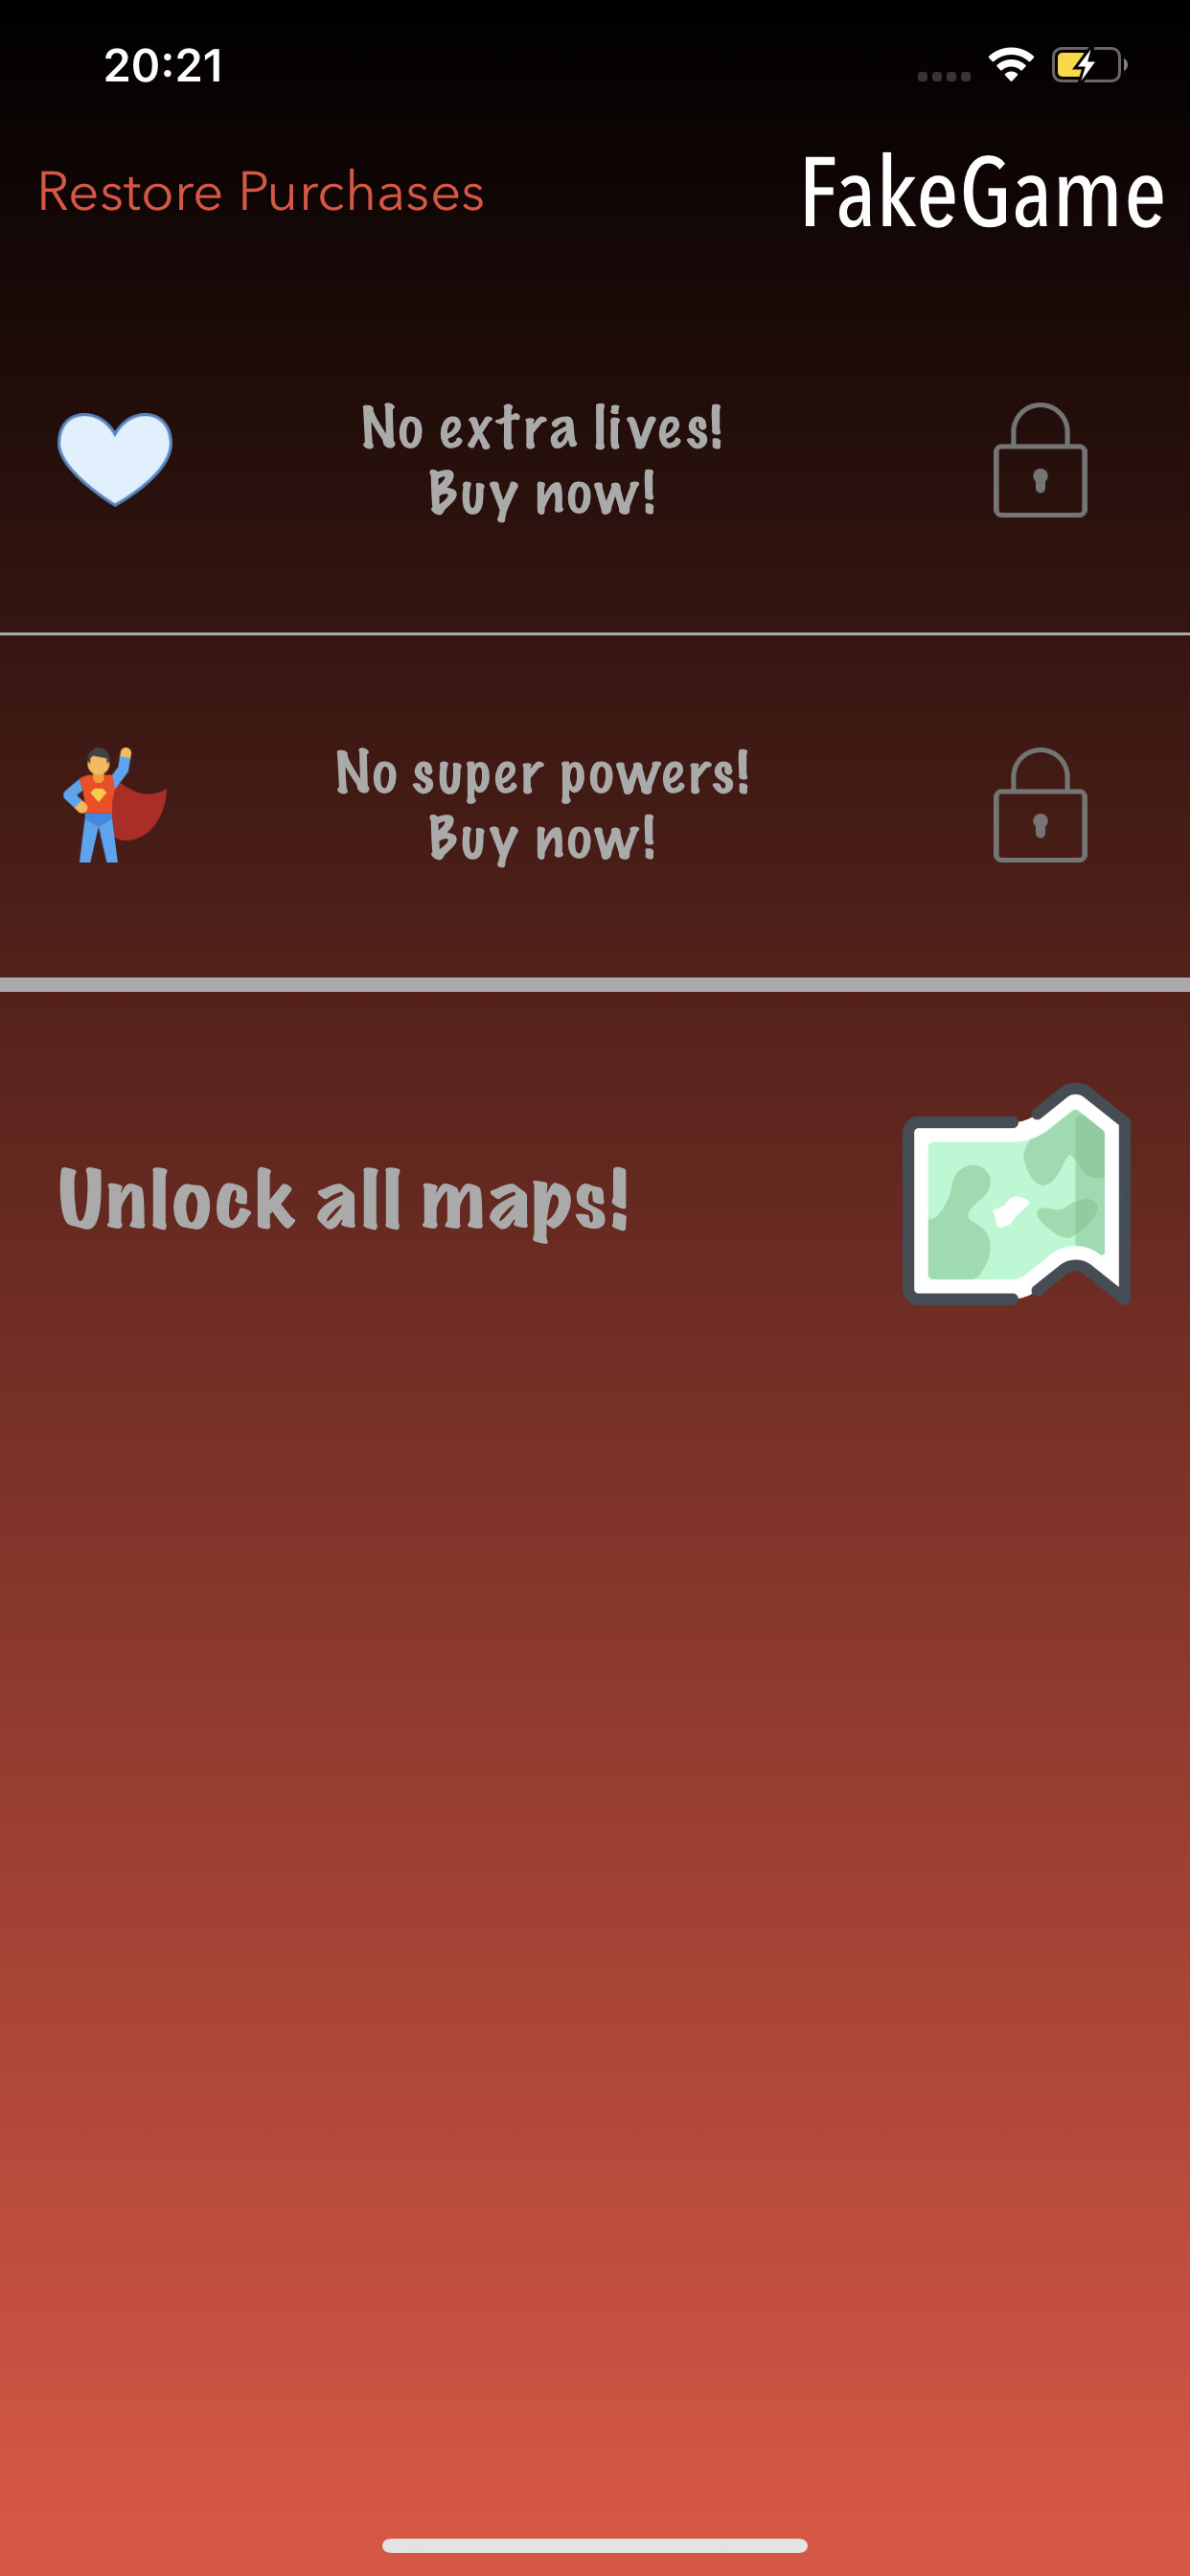 20:21
Restore Purchases
FakeGame
No extra lives!
Buy now!
No super powers!
Buy now!
Unlock all maps!